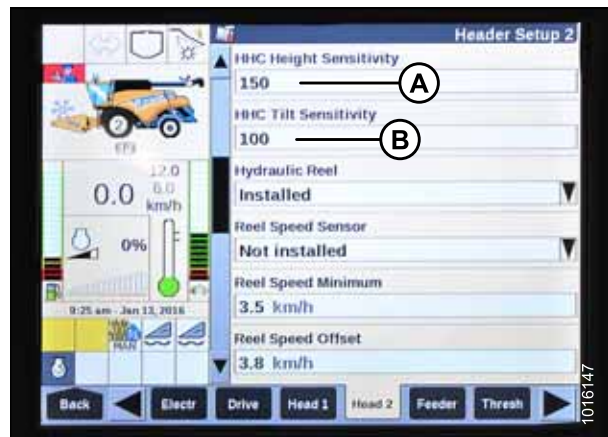 Header Setup 2
HHC Height Sensitivity
150
A
HHC Tilt Sensitivity
100
B
Hydraulic Reel
Installed
Reel Speed Sensor
Not installed
Reel Speed Minimum
3.5 km/h
Reel Speed Offset
3.8 km/h
2
12.0
0.0
6.0
km/h
0%
9:25 am - Jan 13, 2016
MAN
Back
Electr
Drive
Head 1
Head 2
Feeder
Thresh
1016147